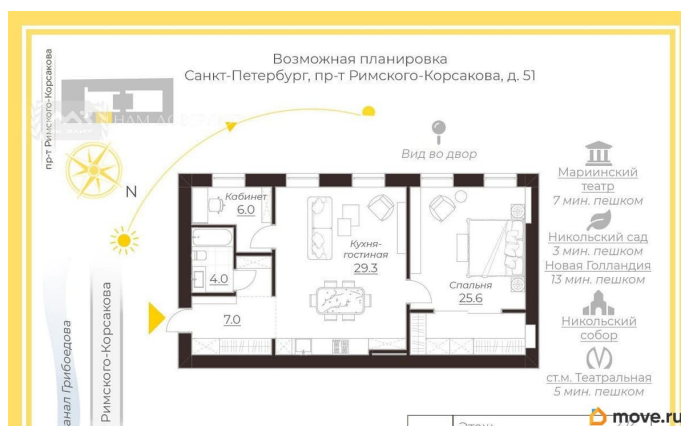 Возможная планировка
Санкт-Петербург, пр-т Римского-Корсакова, д. 51
пр-т Римского-Корсакова
НАМ
N
Вид во двор
Кабинет
6.0
4.0
7.0
Кухня-
гостиная
29.3
Спальня
25.6
Мариинский
театр
7 мин. пешком
Никольский сад
3 мин. пешком
Новая Голландия
13 мин. пешком
Никольский
собор
ст.м. Театральная
5 мин. пешком
анал Грибоедова
Римского-Корсакова
move.ru